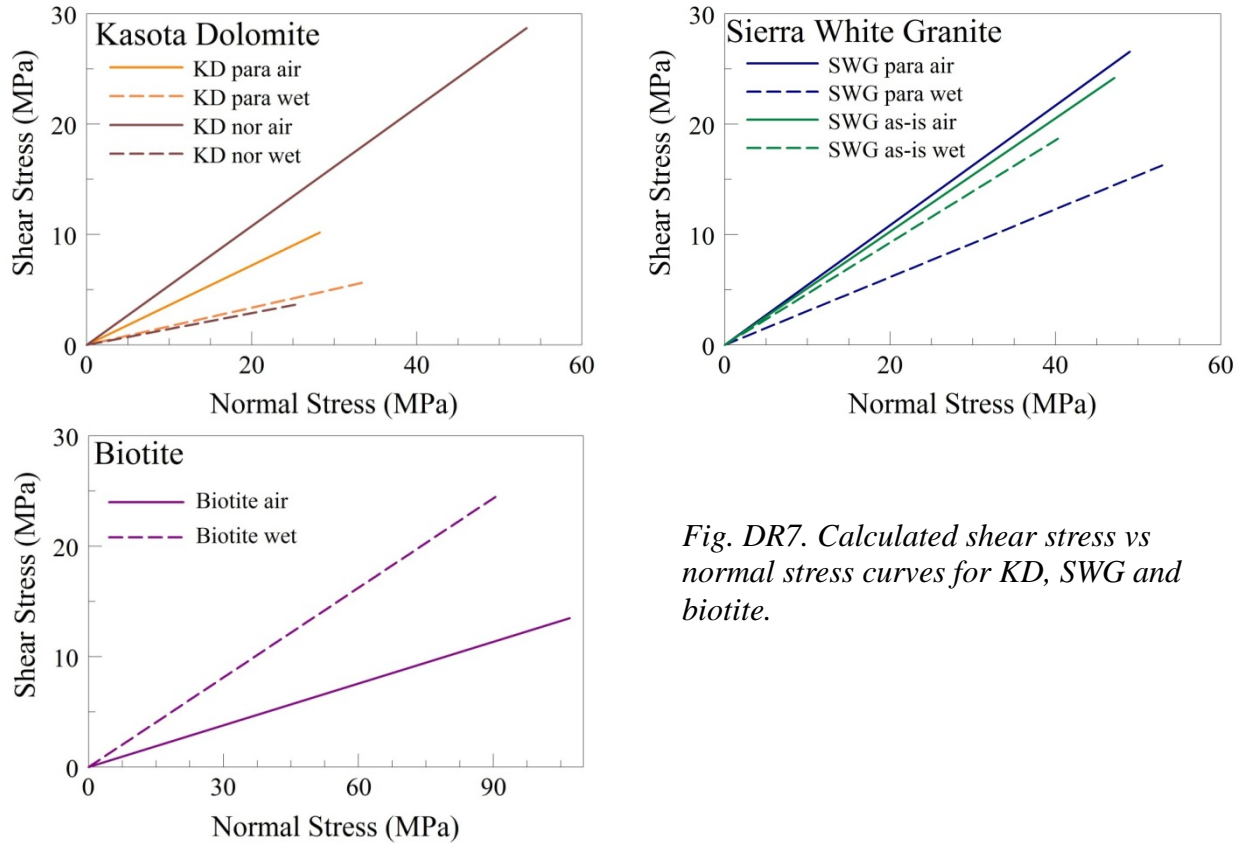 Kasota Dolomite
KD para air
KD para wet
KD nor air
KD nor wet
30
20
10
0
Shear Stress (MPa)
0 20 40 60
Normal Stress (MPa)
Sierra White Granite
SWG para air
SWG para wet
SWG as-is air
SWG as-is wet
30
20
10
0
Shear Stress (MPa)
0 20 40 60
Normal Stress (MPa)
Biotite
Biotite air
Biotite wet
30
20
10
0
Shear Stress (MPa)
0 30 60 90
Normal Stress (MPa)
Fig. DR7. Calculated shear stress vs
normal stress curves for KD, SWG and
biotite.